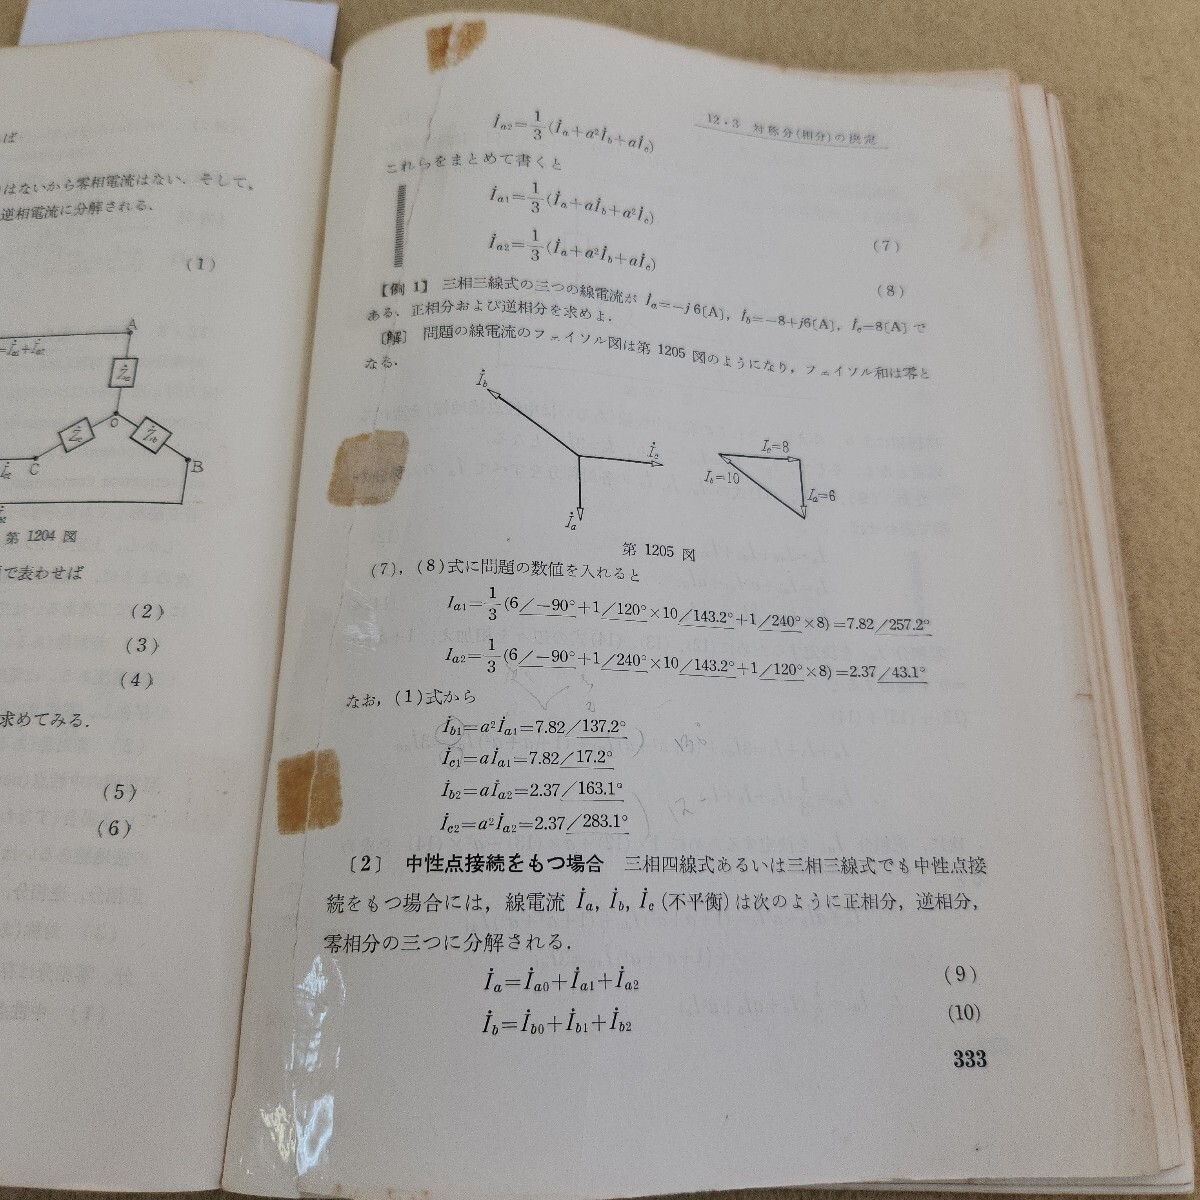 ば
はないから零相電流はない、そして,
逆相電流に分解される、
(1)
A
=İa1+İa2
Ża
O
Żc
Żb
C
B
İc
第 1204 図
で表わせば
(2)
(3)
(4)
求めてみる.
(5)
(6)
12・3 対称分(相分)の決定
İa2=1/3(İa+a²İb+aİc)
これらをまとめて書くと
İa1=1/3(İa+aİb+a²İc) (7)
İa2=1/3(İa+a²İb+aİc) (8)
〔例 1〕 三相三線式の三つの線電流が İa=−j6[A], İb=−8+j6[A], İc=8[A] で
ある、正相分および逆相分を求めよ.
〔解〕 問題の線電流のフェイソル図は第 1205 図のようになり, フェイソル和は零と
なる.
İb
İc
İa
Ic=8
Ib=10
Ia=6
第 1205 図
(7), (8)式に問題の数値を入れると
Ia1=1/3(6/−90°+1/120°×10/143.2°+1/240°×8)=7.82/257.2°
Ia2=1/3(6/−90°+1/240°×10/143.2°+1/120°×8)=2.37/43.1°
なお, (1)式から
İb1=a²İa1=7.82/137.2°
İc1=aİa1=7.82/17.2°
İb2=aİa2=2.37/163.1°
İc2=a²İa2=2.37/283.1°
〔2〕 中性点接続をもつ場合 三相四線式あるいは三相三線式でも中性点接
続をもつ場合には, 線電流 İa, İb, İc (不平衡) は次のように正相分, 逆相分,
零相分の三つに分解される.
İa=İa0+İa1+İa2 (9)
İb=İb0+İb1+İb2 (10)
333